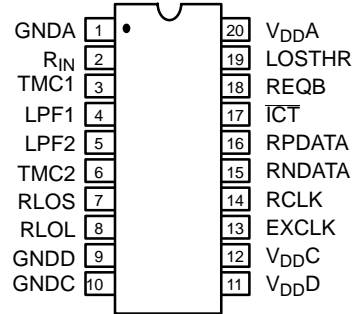 GNDA 1 20 VDDA
RIN 2 19 LOSTHR
TMC1 3 18 REQB
LPF1 4 17 ICT
LPF2 5 16 RPDATA
TMC2 6 15 RNDATA
RLOS 7 14 RCLK
RLOL 8 13 EXCLK
GNDD 9 12 VDDC
GNDC 10 11 VDDD